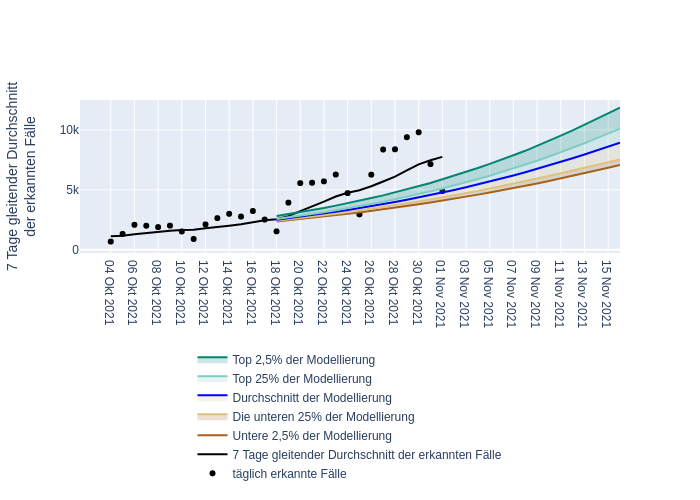 7 Tage gleitender Durchschnitt
der erkannten Fälle
10k
5k
0
04 Okt 2021
06 Okt 2021
08 Okt 2021
10 Okt 2021
12 Okt 2021
14 Okt 2021
16 Okt 2021
18 Okt 2021
20 Okt 2021
22 Okt 2021
24 Okt 2021
26 Okt 2021
28 Okt 2021
30 Okt 2021
01 Nov 2021
03 Nov 2021
05 Nov 2021
07 Nov 2021
09 Nov 2021
11 Nov 2021
13 Nov 2021
15 Nov 2021
Top 2,5% der Modellierung
Top 25% der Modellierung
Durchschnitt der Modellierung
Die unteren 25% der Modellierung
Untere 2,5% der Modellierung
7 Tage gleitender Durchschnitt der erkannten Fälle
täglich erkannte Fälle